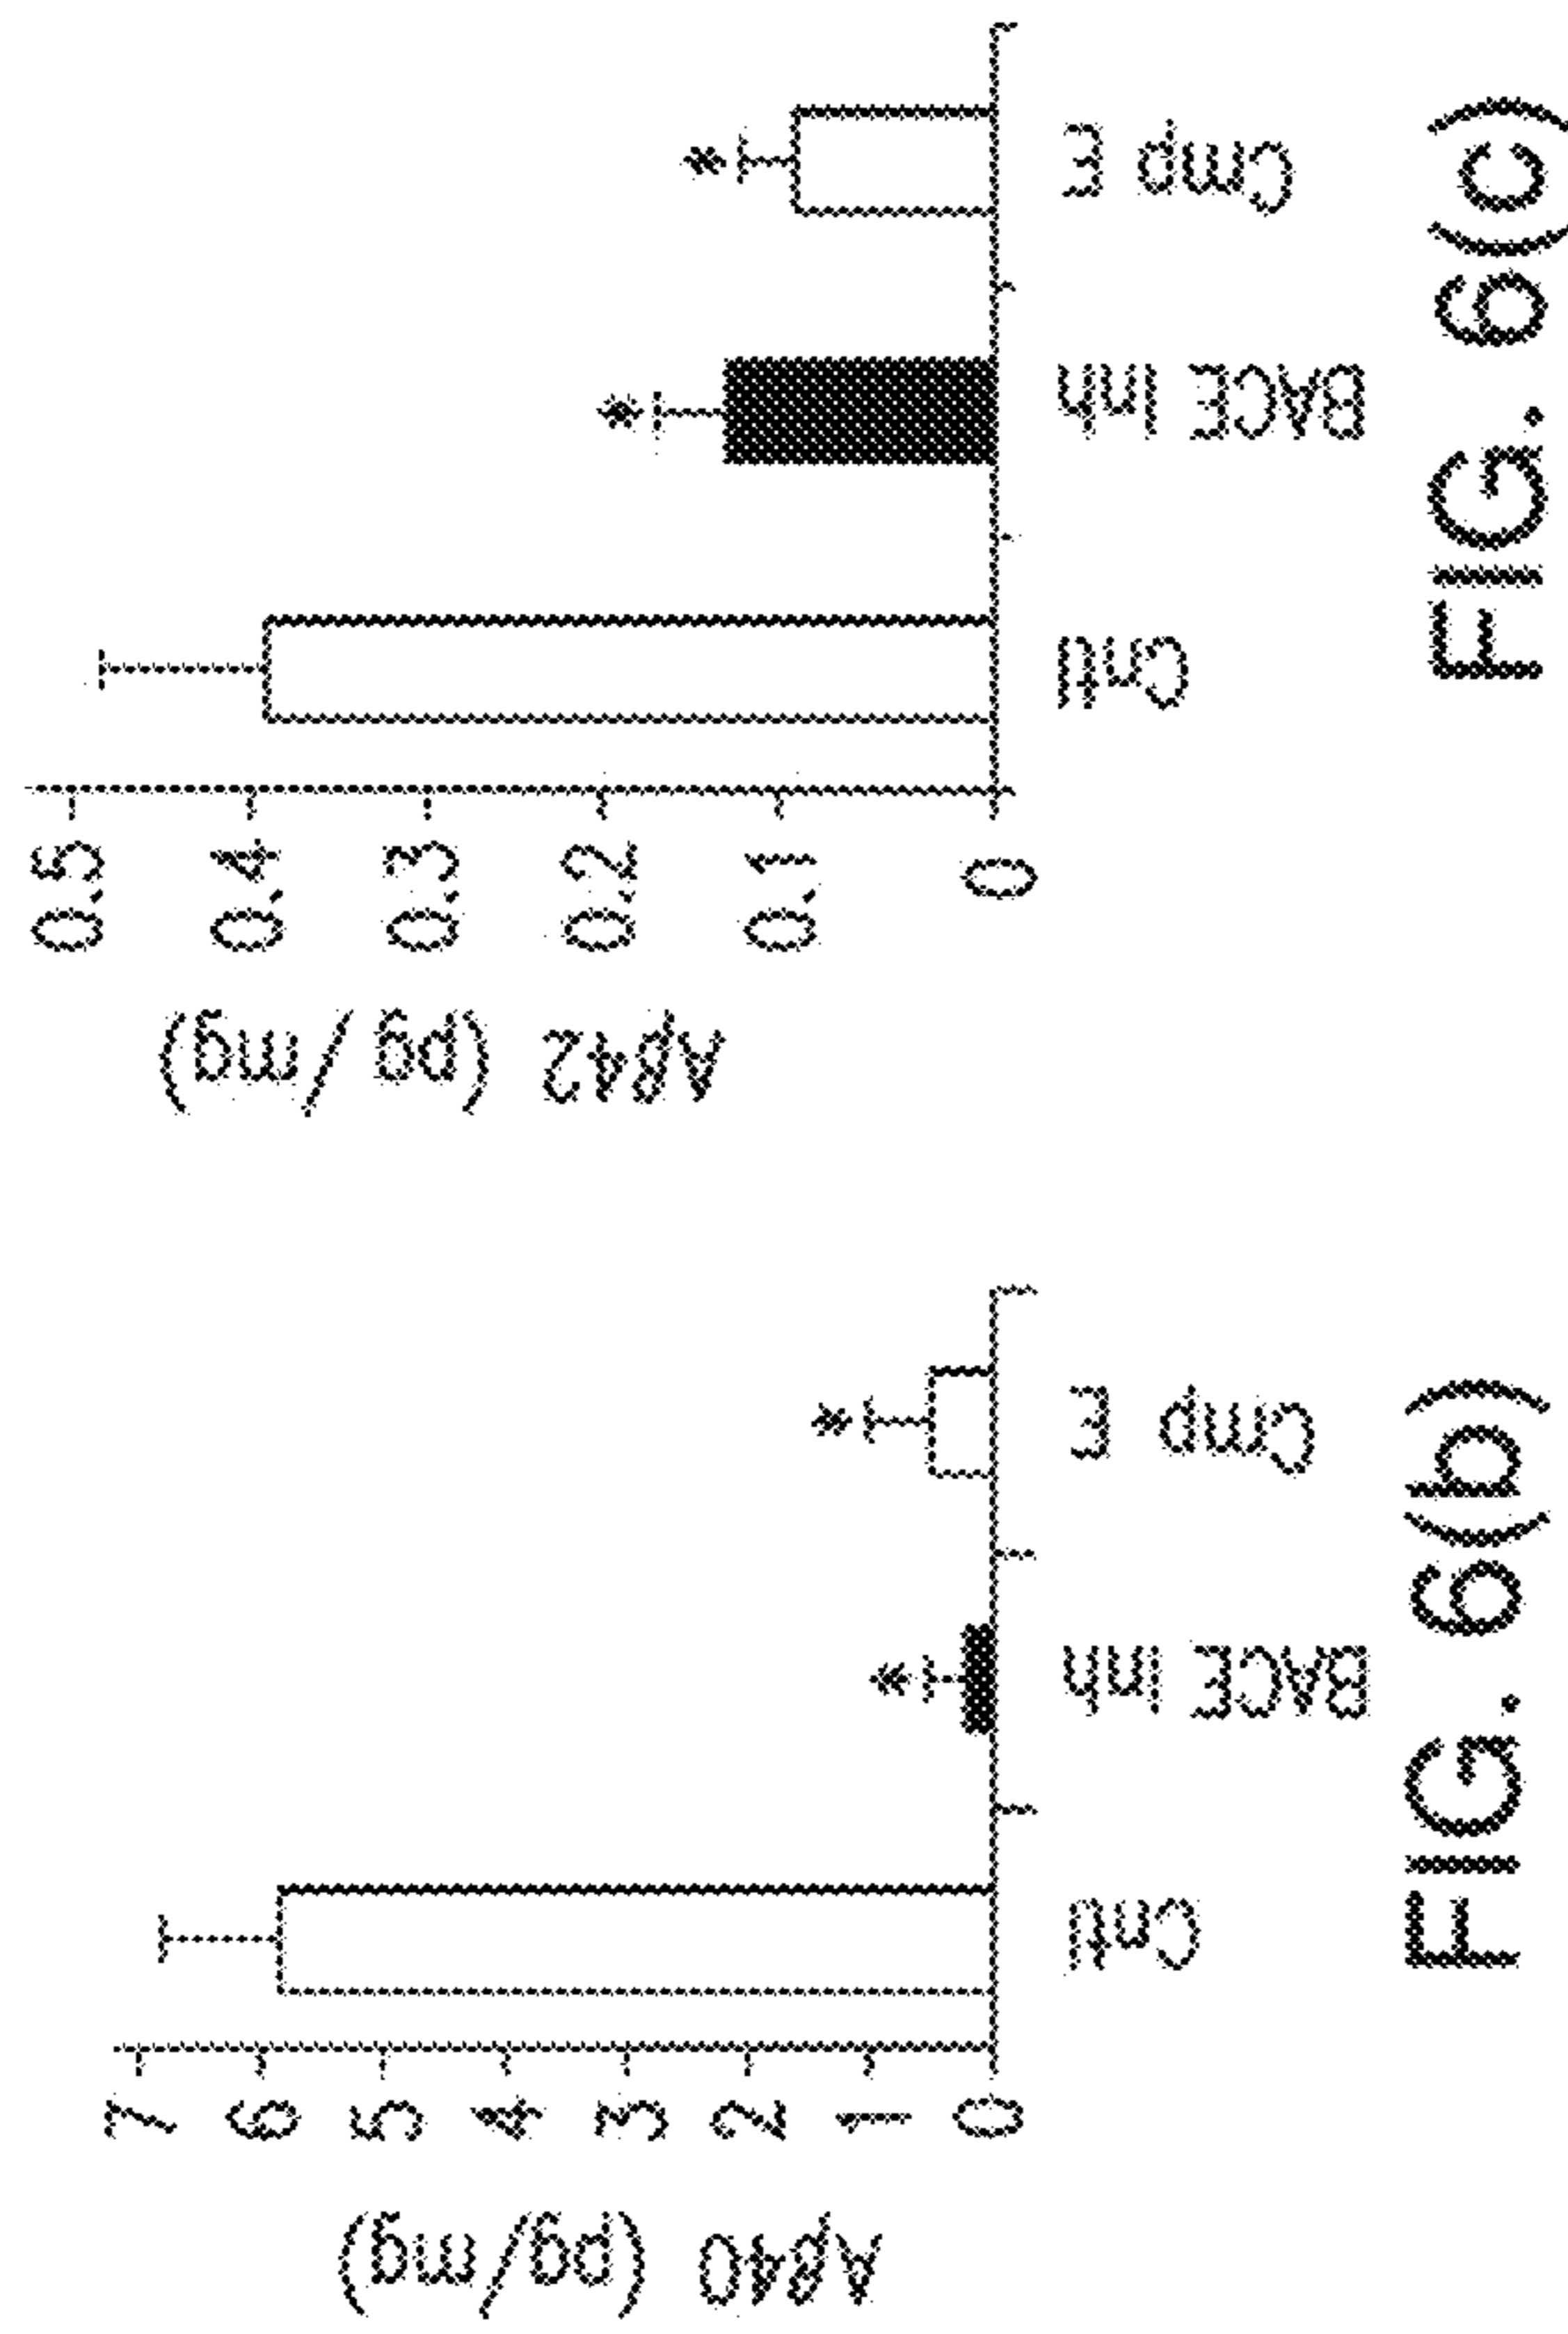 Aβ40 (pg/mg)
7
6
5
4
3
2
1
0
*
*
Cntl
BACE Inh
Cmp E
FIG. 6(b)
Aβ42 (pg/mg)
0.5
0.4
0.3
0.2
0.1
0
*
*
Cntl
BACE Inh
Cmp E
FIG. 6(c)